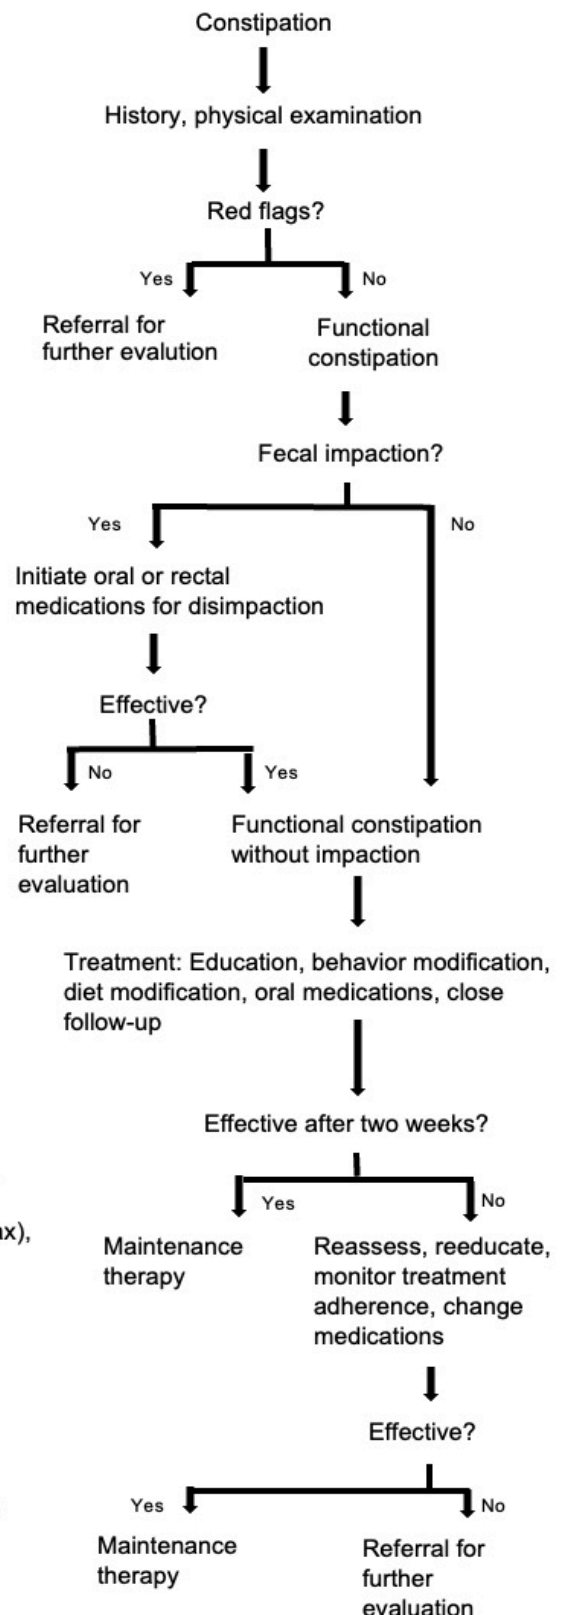 Constipation
History, physical examination
Red flags?
Yes
No
Referral for
further evalution
Functional
constipation
Fecal impaction?
Yes
No
Initiate oral or rectal
medications for disimpaction
Effective?
No
Yes
Referral for
further
evaluation
Functional constipation
without impaction
Treatment: Education, behavior modification,
diet modification, oral medications, close
follow-up
Effective after two weeks?
Yes
No
ax),
Maintenance
therapy
Reassess, reeducate,
monitor treatment
adherence, change
medications
Effective?
Yes
No
Maintenance
therapy
Referral for
further
evaluation